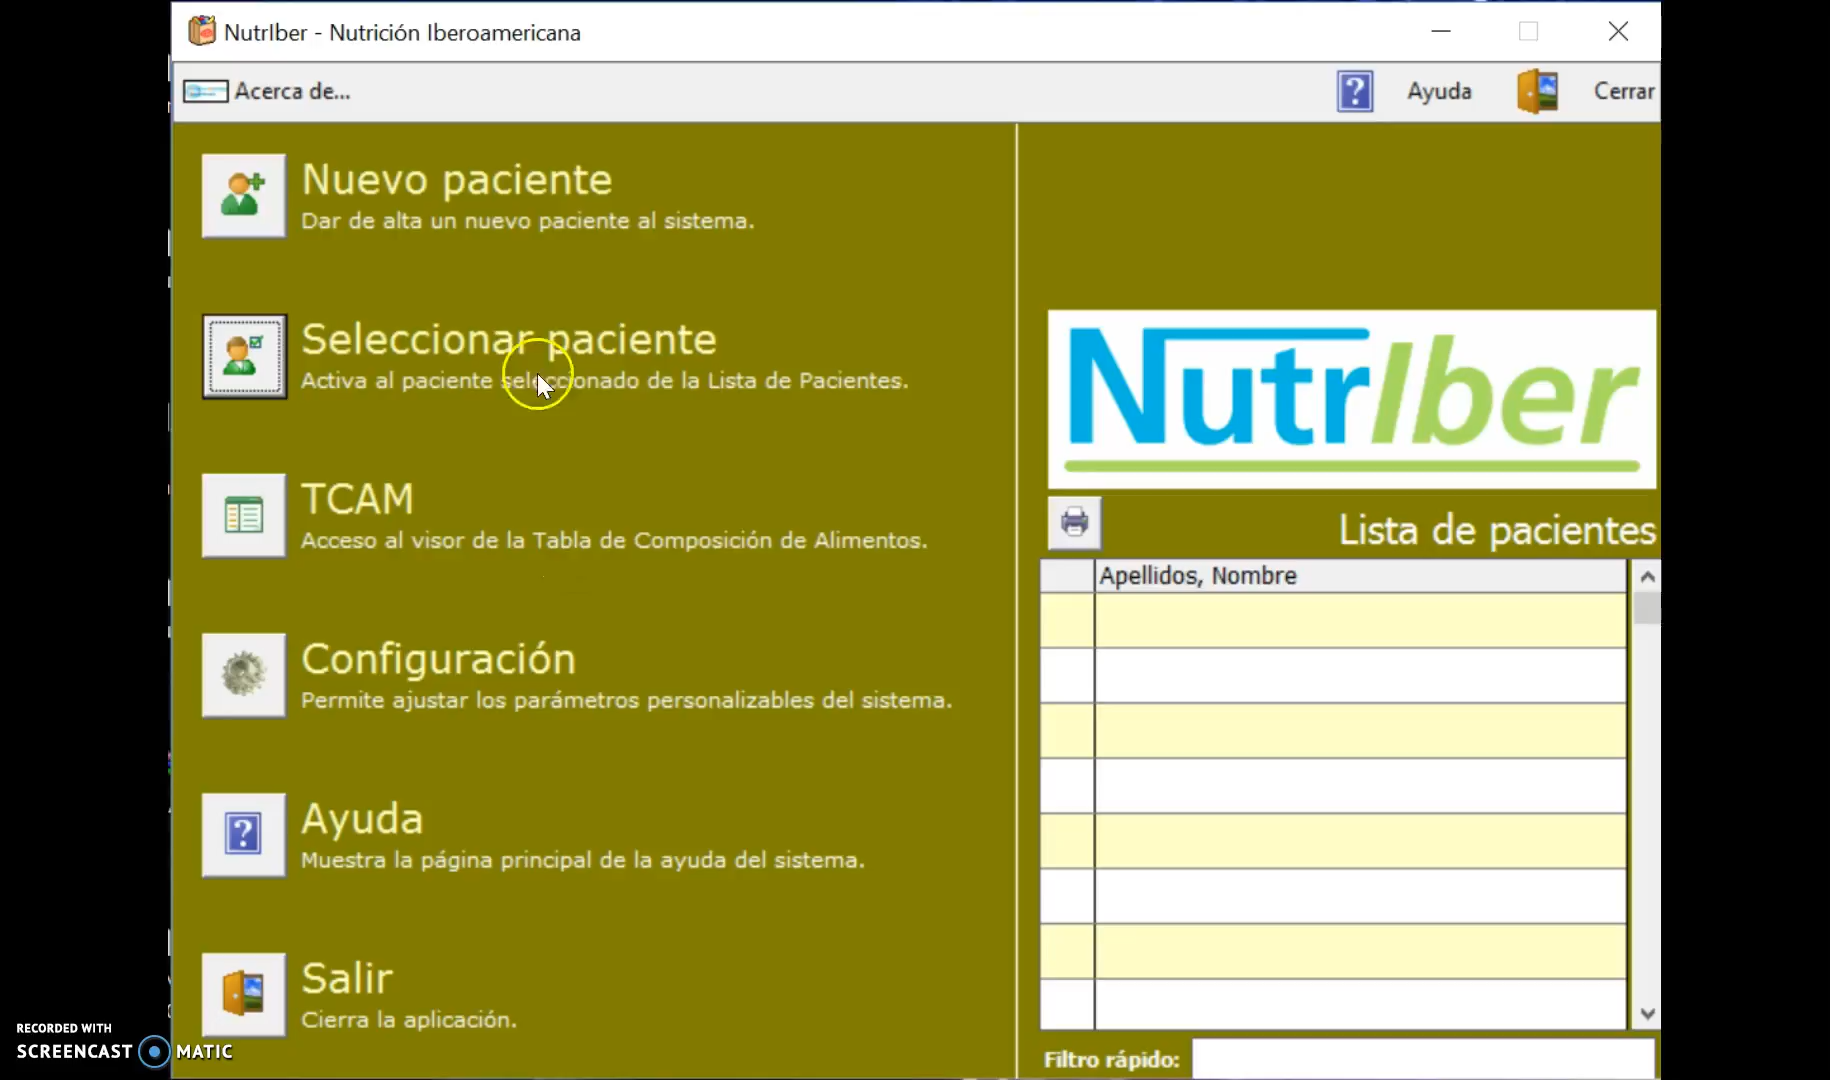 NutrIber - Nutrición Iberoamericana
Acerca de...
Ayuda
Cerrar
Nuevo paciente
Dar de alta un nuevo paciente al sistema.
Seleccionar paciente
Activa al paciente seleccionado de la Lista de Pacientes.
TCAM
Acceso al visor de la Tabla de Composición de Alimentos.
Configuración
Permite ajustar los parámetros personalizables del sistema.
Ayuda
Muestra la página principal de la ayuda del sistema.
Salir
Cierra la aplicación.
NutrIber
Lista de pacientes
Apellidos, Nombre
Filtro rápido:
RECORDED WITH
SCREENCAST MATIC